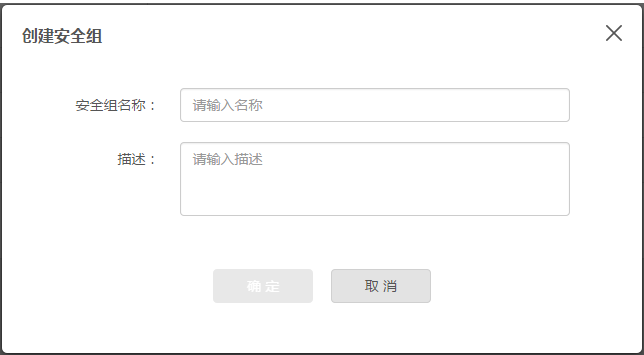 创建安全组
安全组名称： 请输入名称
描述： 请输入描述
确 定 取 消